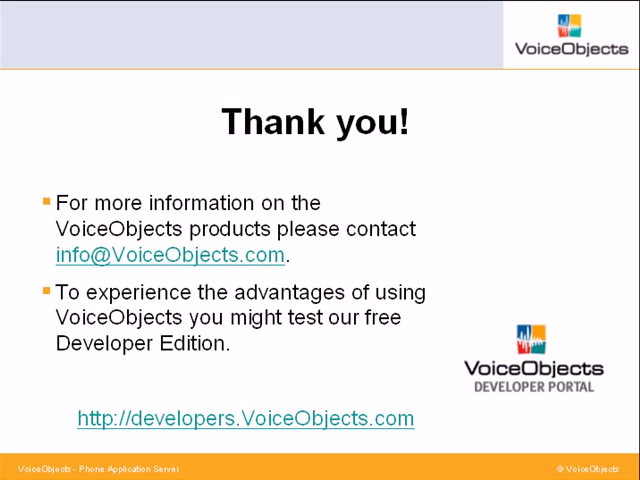 VoiceObjects
Thank you!
For more information on the
VoiceObjects products please contact
info@VoiceObjects.com.
To experience the advantages of using
VoiceObjects you might test our free
Developer Edition.
VoiceObjects
DEVELOPER PORTAL
http://developers.VoiceObjects.com
VoiceObjects - Phone Application Server
© VoiceObjects